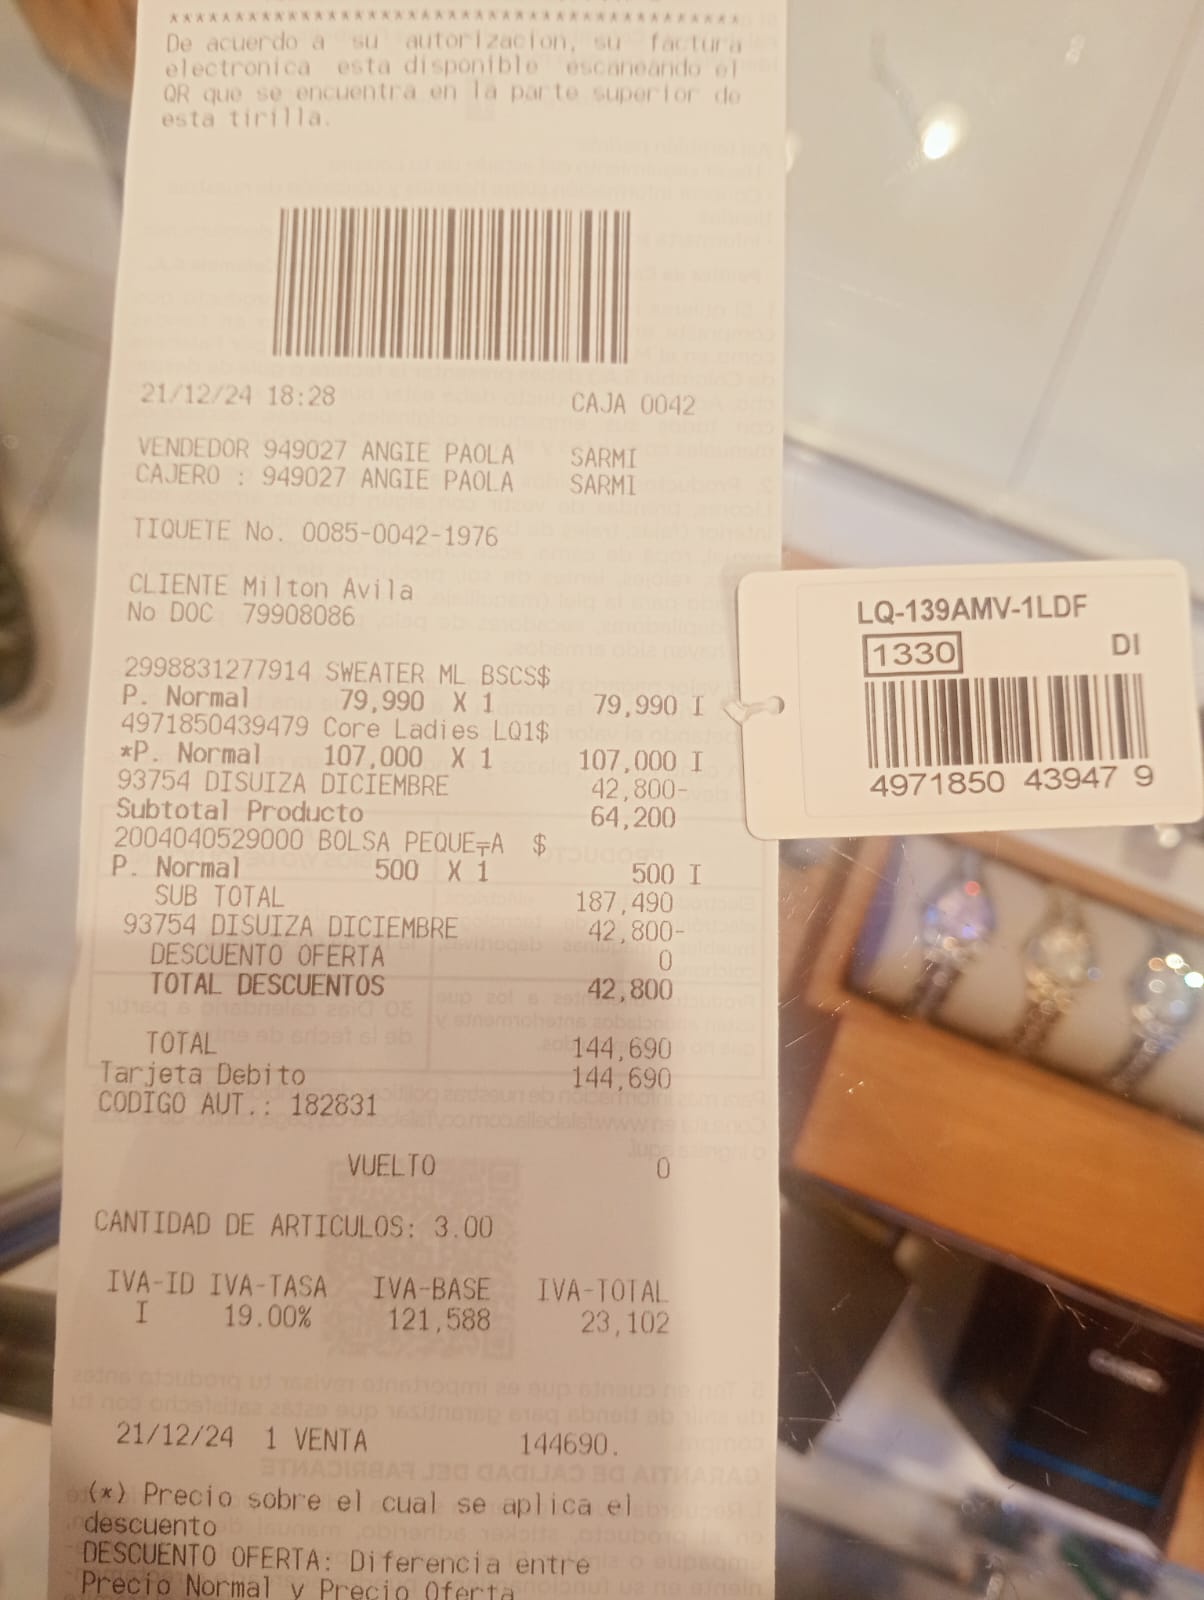 ****************************************
De acuerdo a su autorizacion, su factura
electronica esta disponible escaneando el
QR que se encuentra en la parte superior de
esta tirilla.
21/12/24 18:28 CAJA 0042
VENDEDOR 949027 ANGIE PAOLA SARMI
CAJERO : 949027 ANGIE PAOLA SARMI
TIQUETE No. 0085-0042-1976
CLIENTE Milton Avila
No DOC 79908086
2998831277914 SWEATER ML BSCS$
P. Normal 79,990 X 1 79,990 I
4971850439479 Core Ladies LQ1$
*P. Normal 107,000 X 1 107,000 I
93754 DISUIZA DICIEMBRE 42,800-
Subtotal Producto 64,200
2004040529000 BOLSA PEQUE╤A $
P. Normal 500 X 1 500 I
SUB TOTAL 187,490
93754 DISUIZA DICIEMBRE 42,800-
DESCUENTO OFERTA 0
TOTAL DESCUENTOS 42,800
TOTAL 144,690
Tarjeta Debito 144,690
CODIGO AUT.: 182831
VUELTO 0
CANTIDAD DE ARTICULOS: 3.00
IVA-ID IVA-TASA IVA-BASE IVA-TOTAL
I 19.00% 121,588 23,102
21/12/24 1 VENTA 144690.
(*) Precio sobre el cual se aplica el
descuento
DESCUENTO OFERTA: Diferencia entre
Precio Normal y Precio Oferta
LQ-139AMV-1LDF
1330 DI
4971850 43947 9